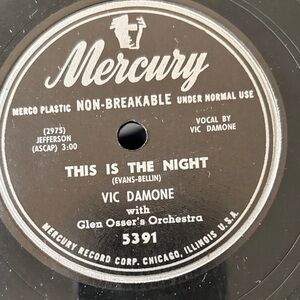 Mercury
MERCO PLASTIC NON-BREAKABLE UNDER NORMAL USE
(2975)
JEFFERSON
(ASCAP) 3:00
VOCAL BY
VIC DAMONE
THIS IS THE NIGHT
(EVANS-BELLIN)
VIC DAMONE
with
Glen Osser's Orchestra
5391
MERCURY RECORD CORP. CHICAGO, ILLINOIS U.S.A.